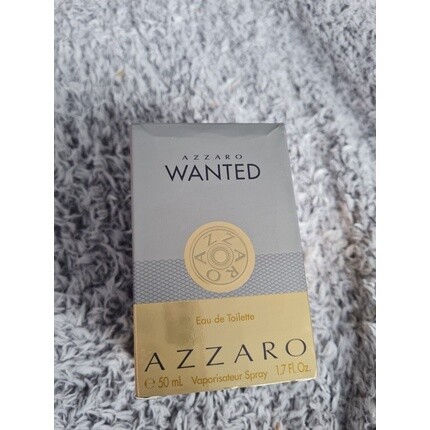 AZZARO
WANTED
AZZARO
Eau de Toilette
AZZARO
℮ 50 ml. Vaporisateur Spray 1.7 Fl. Oz.